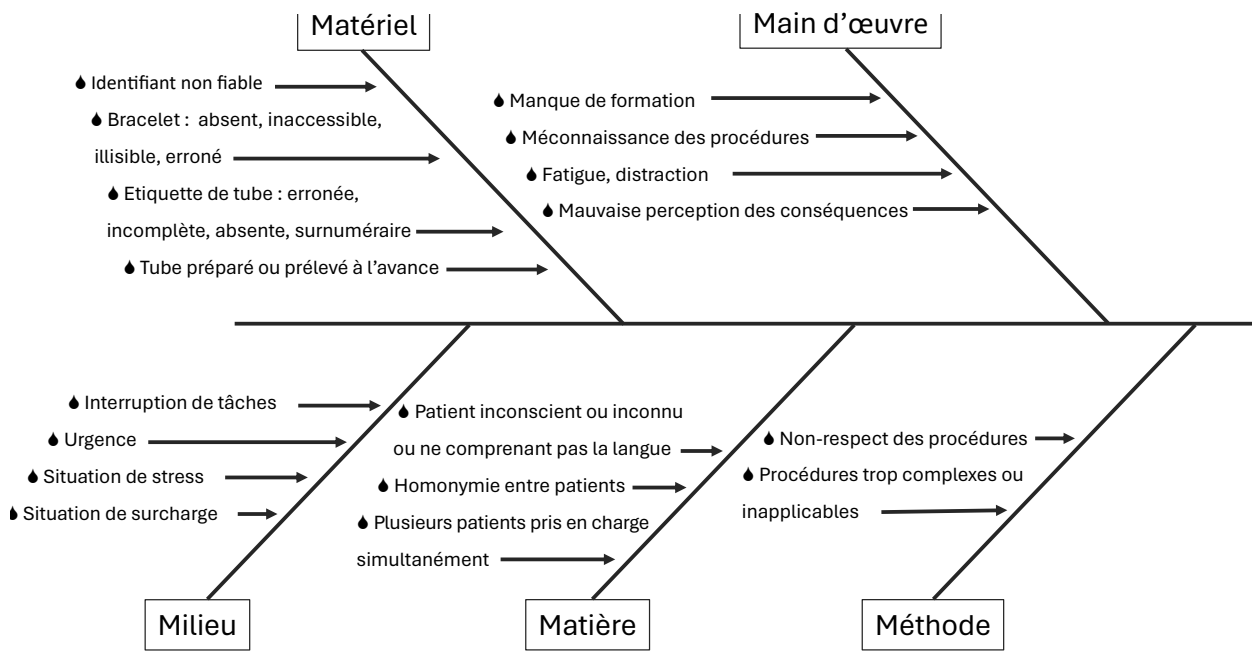 Matériel
Identifiant non fiable
Bracelet : absent, inaccessible,
illisible, erroné
Etiquette de tube : erronée,
incomplète, absente, surnuméraire
Tube préparé ou prélevé à l’avance
Main d’œuvre
Manque de formation
Méconnaissance des procédures
Fatigue, distraction
Mauvaise perception des conséquences
Interruption de tâches
Urgence
Situation de stress
Situation de surcharge
Milieu
Patient inconscient ou inconnu
ou ne comprenant pas la langue
Homonymie entre patients
Plusieurs patients pris en charge
simultanément
Matière
Non-respect des procédures
Procédures trop complexes ou
inapplicables
Méthode